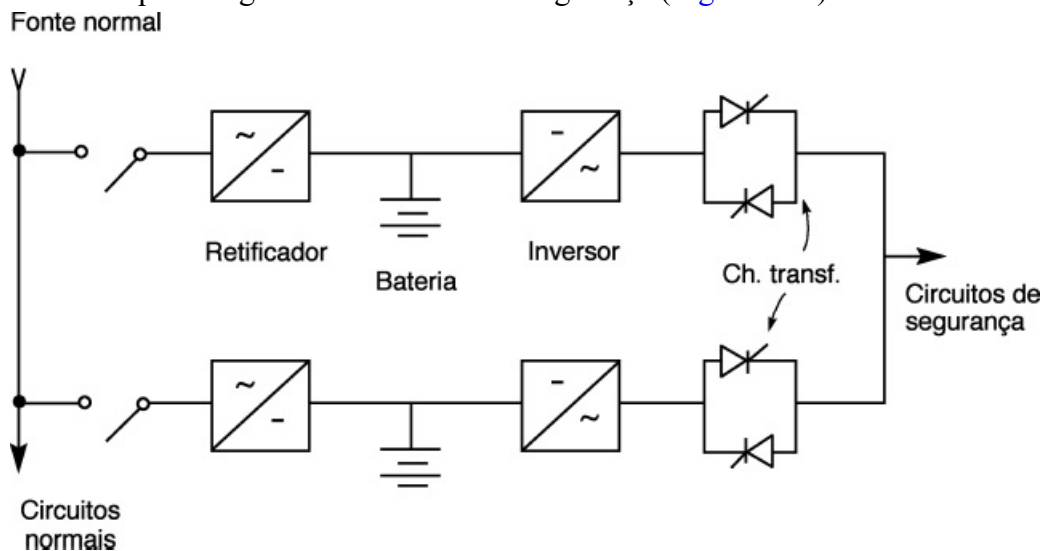 Fonte normal
Retificador
Bateria
Inversor
Ch. transf.
Circuitos de
segurança
Circuitos
normais